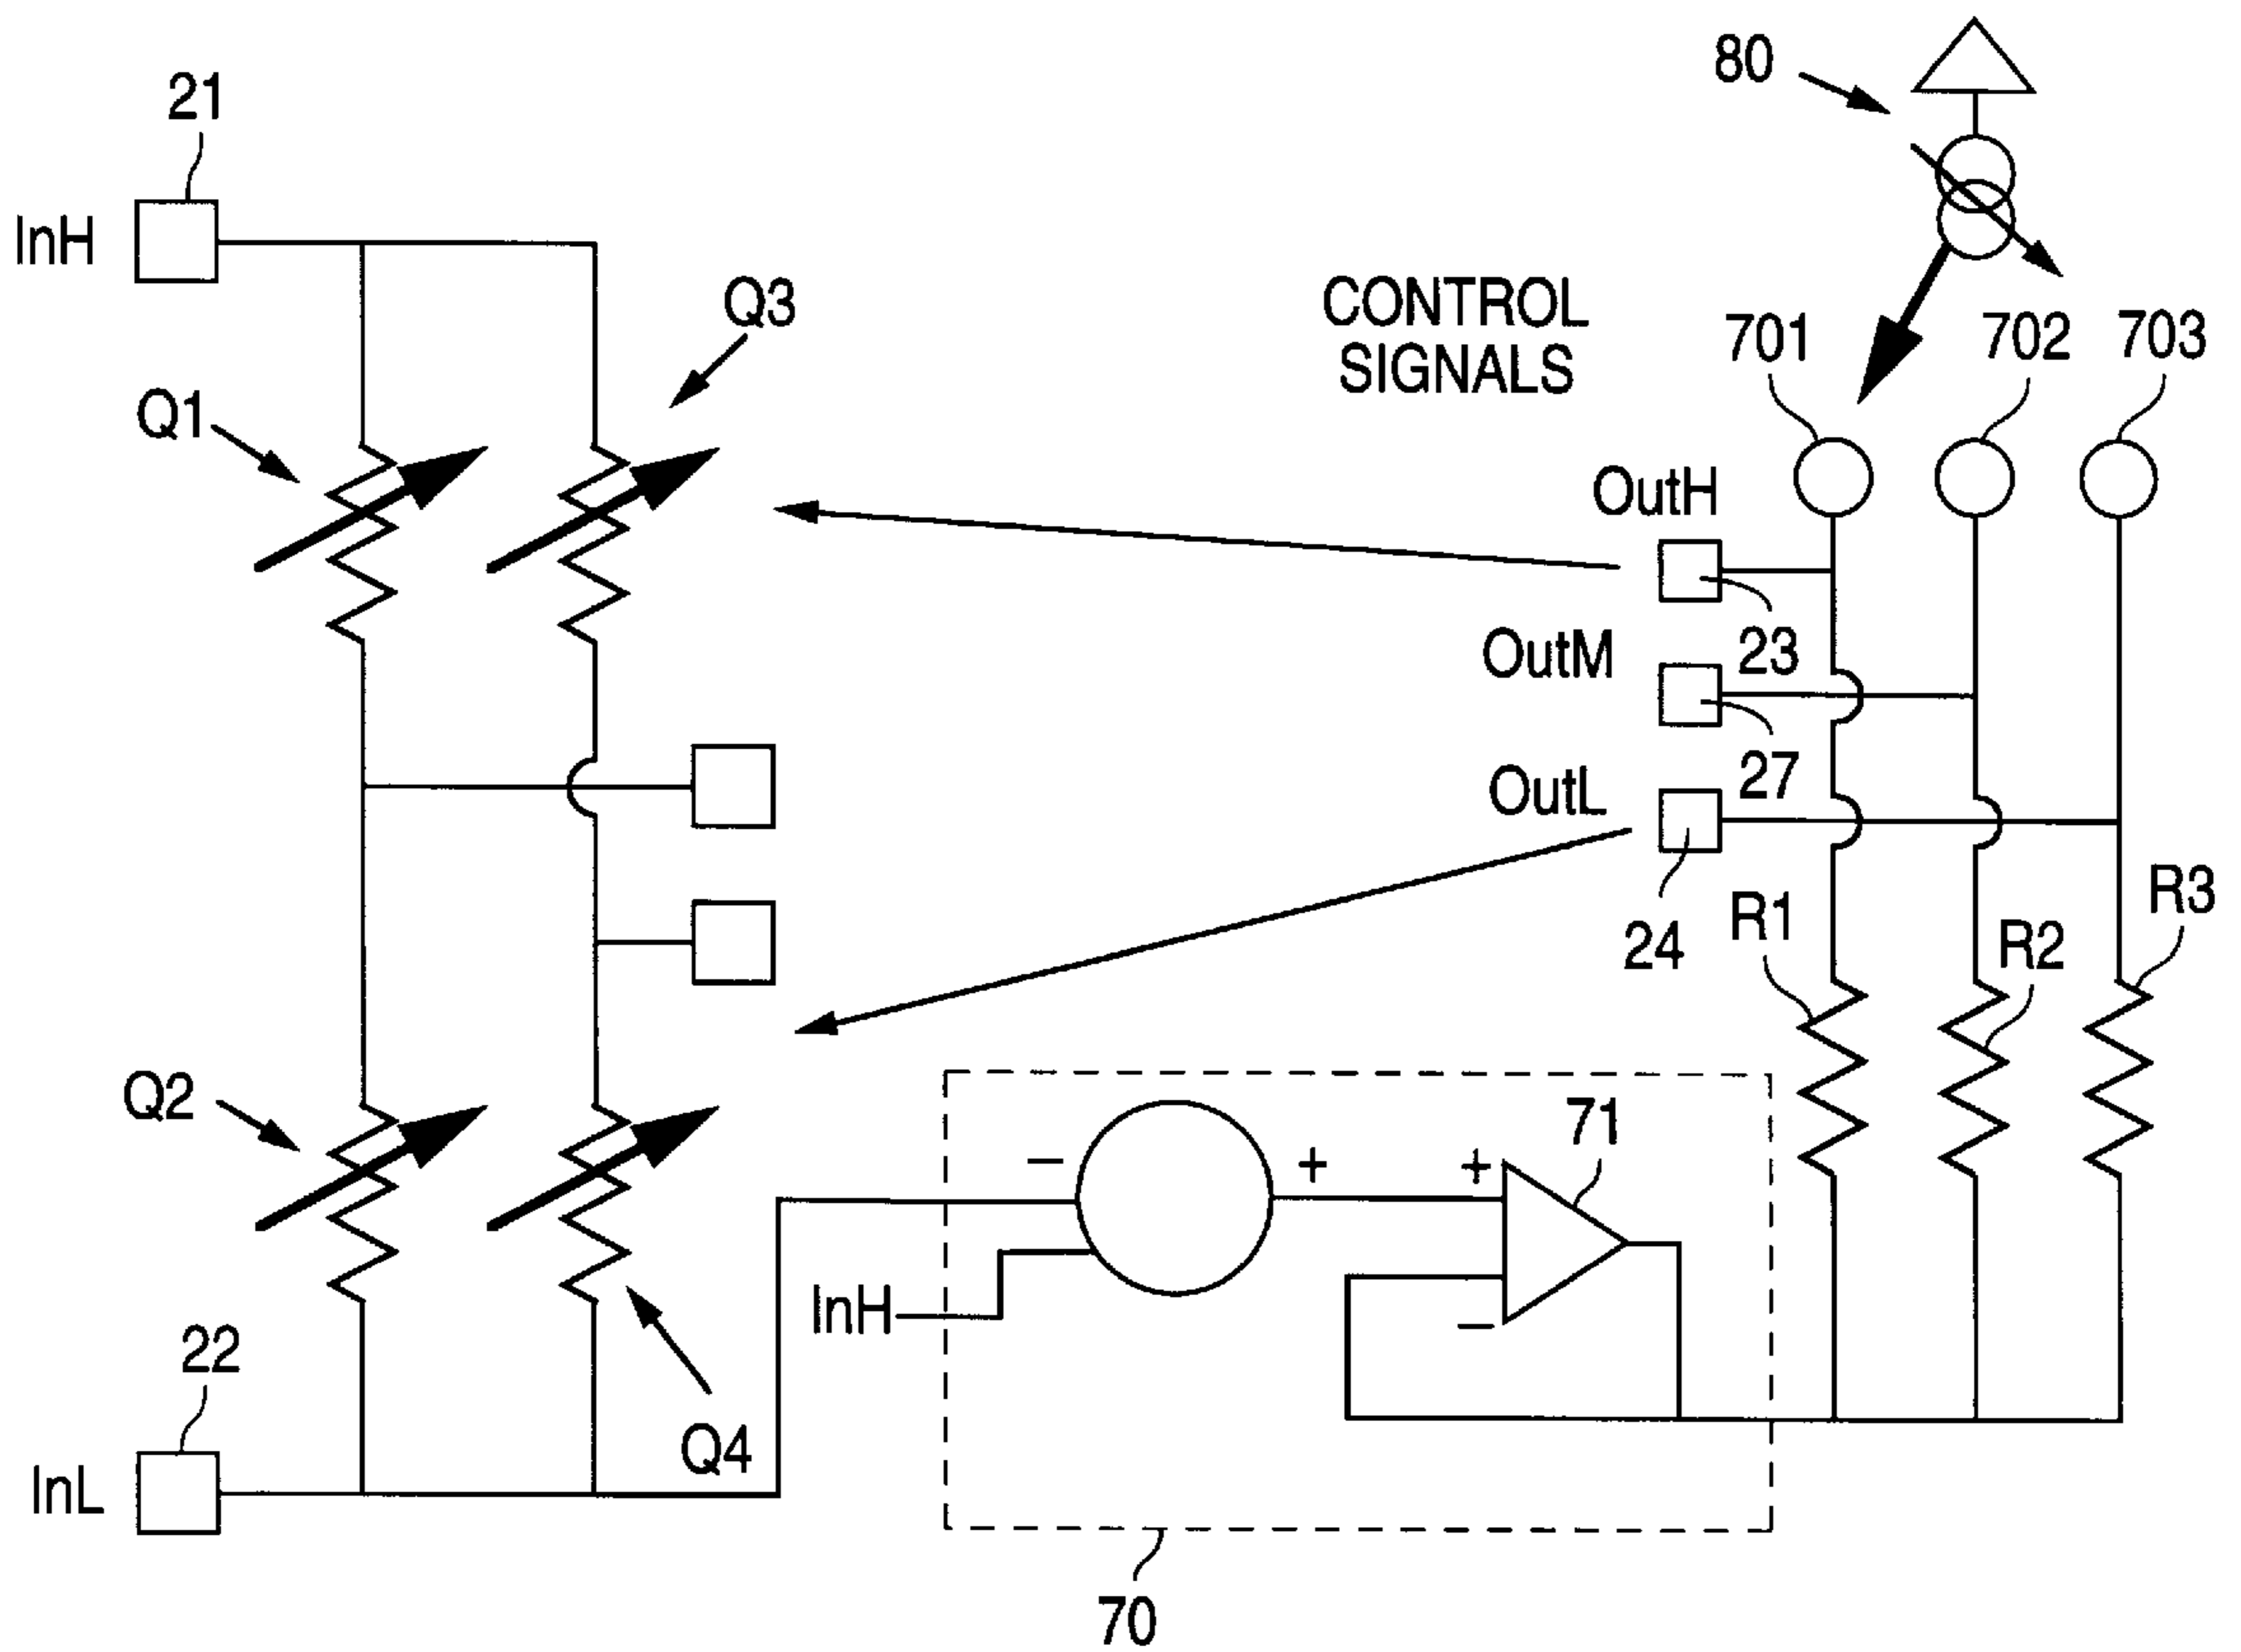 80
21
InH
Q3
CONTROL
SIGNALS
701
702
703
Q1
OutH
23
OutM
27
OutL
24
R1
R2
R3
Q2
−
+
+
71
InH
−
22
Q4
InL
70